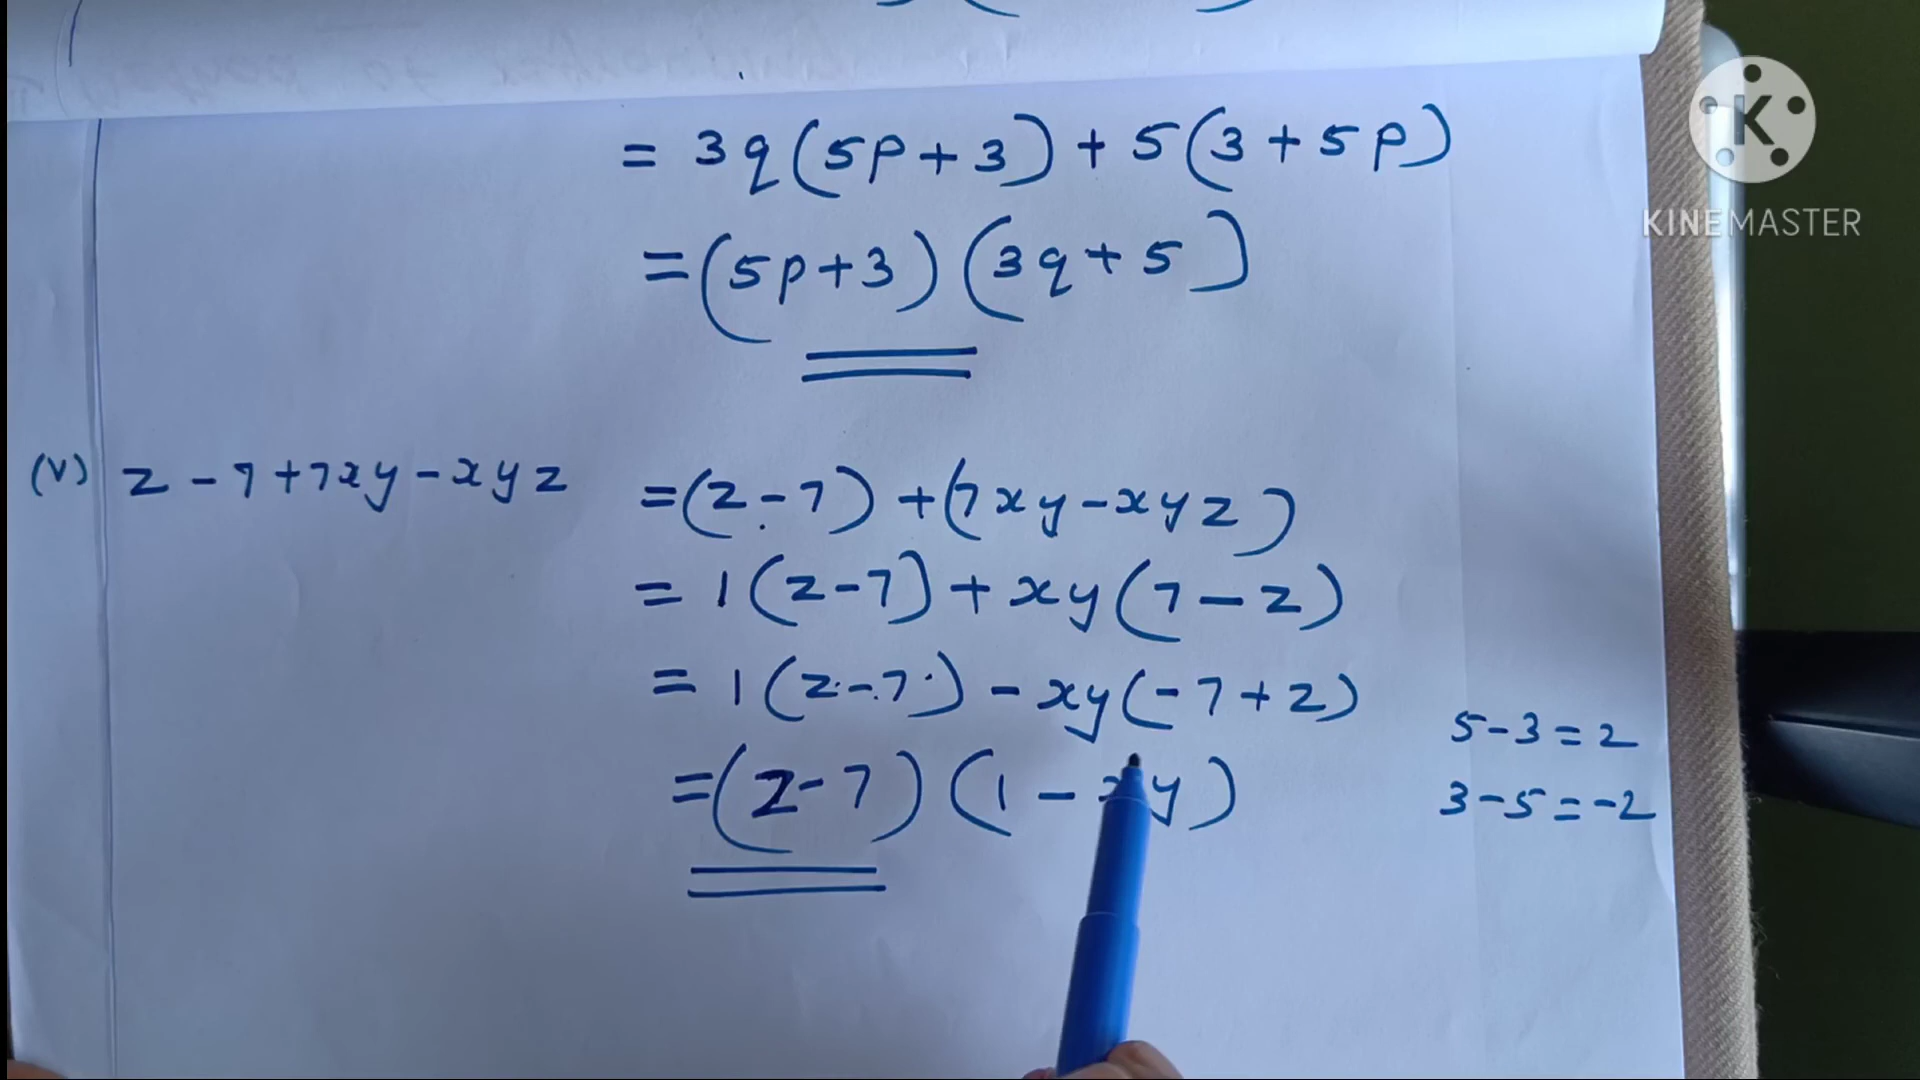 = 3q(5p+3)+5(3+5p)
=(5p+3)(3q+5)
(v) z-7+7xy-xyz =(z-7)+(7xy-xyz)
= 1(z-7)+xy(7-z)
= 1(z-7)-xy(-7+z)
=(z-7)(1-xy)
5-3=2
3-5=-2
KINEMASTER